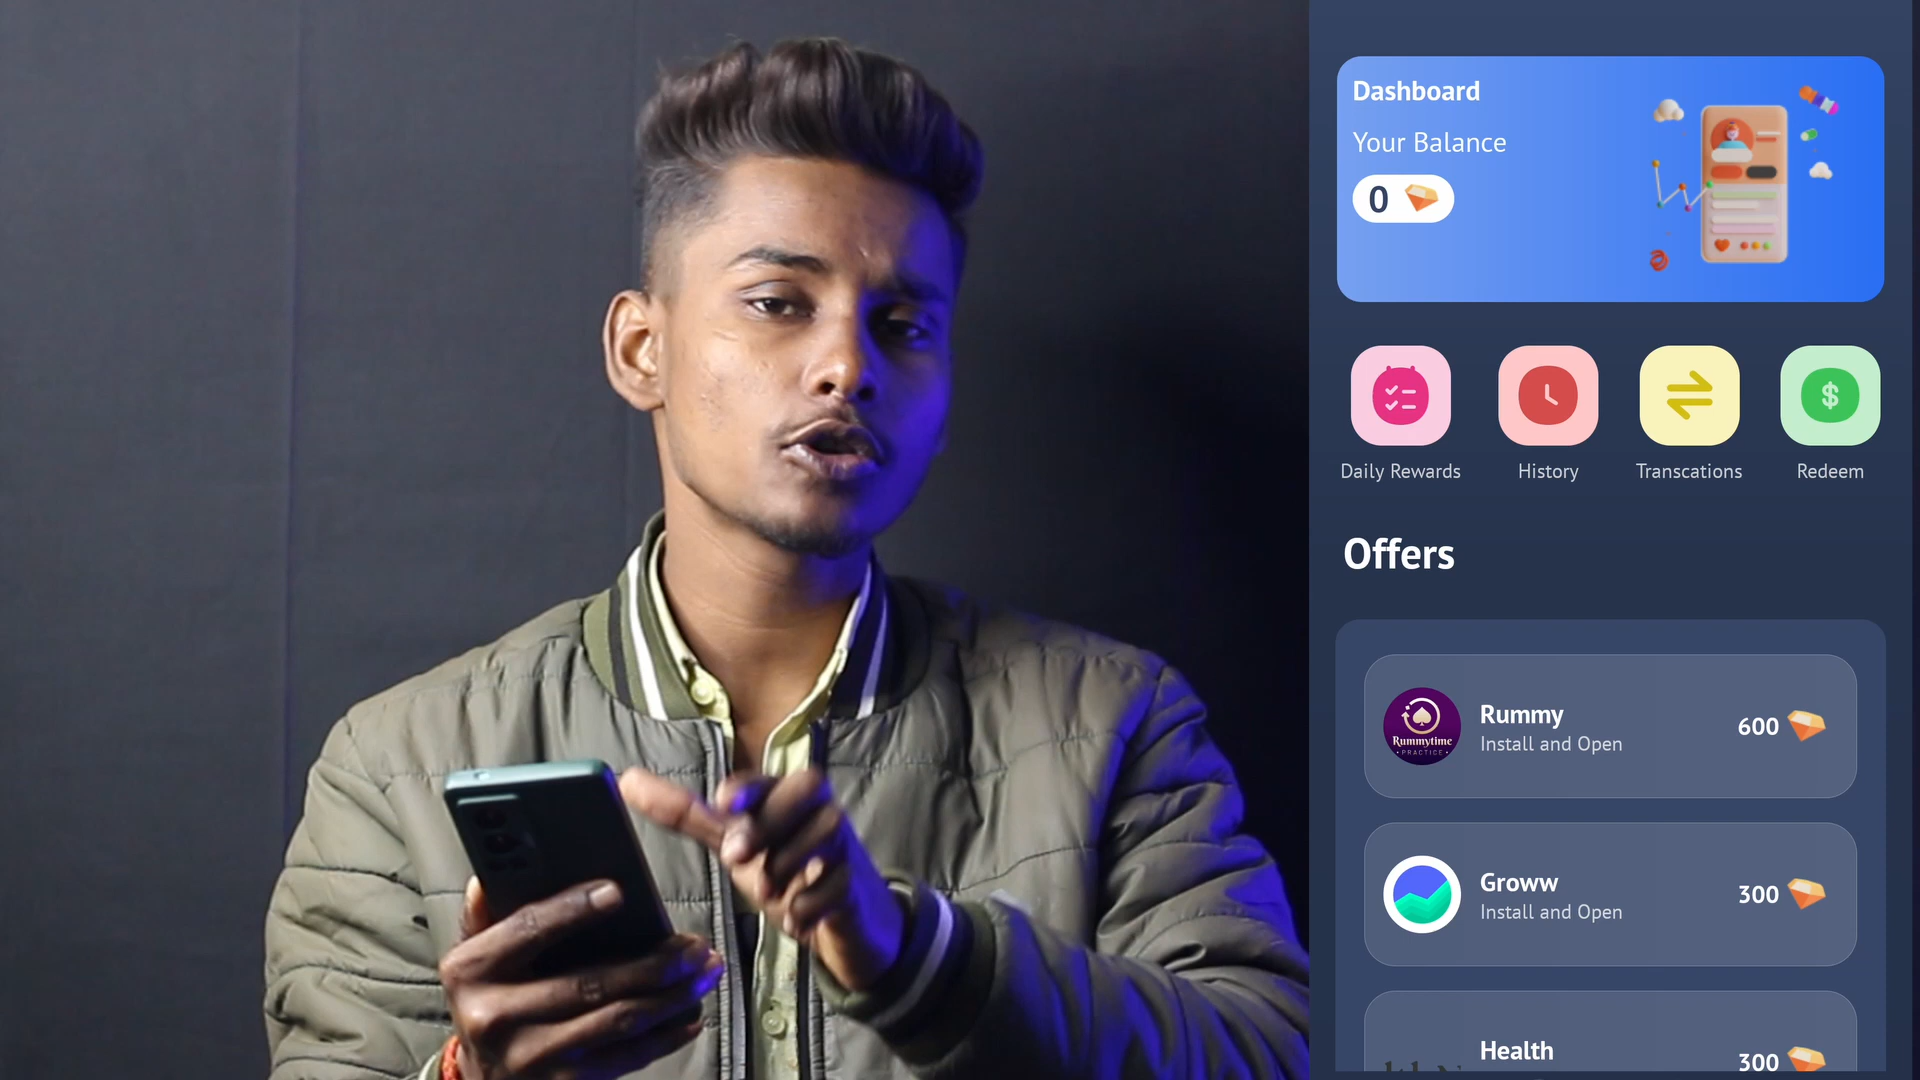 Dashboard
Your Balance
0
Daily Rewards
History
Transcations
Redeem
Offers
Rummytime
PRACTICE
Rummy
Install and Open
600
Groww
Install and Open
300
Health
300